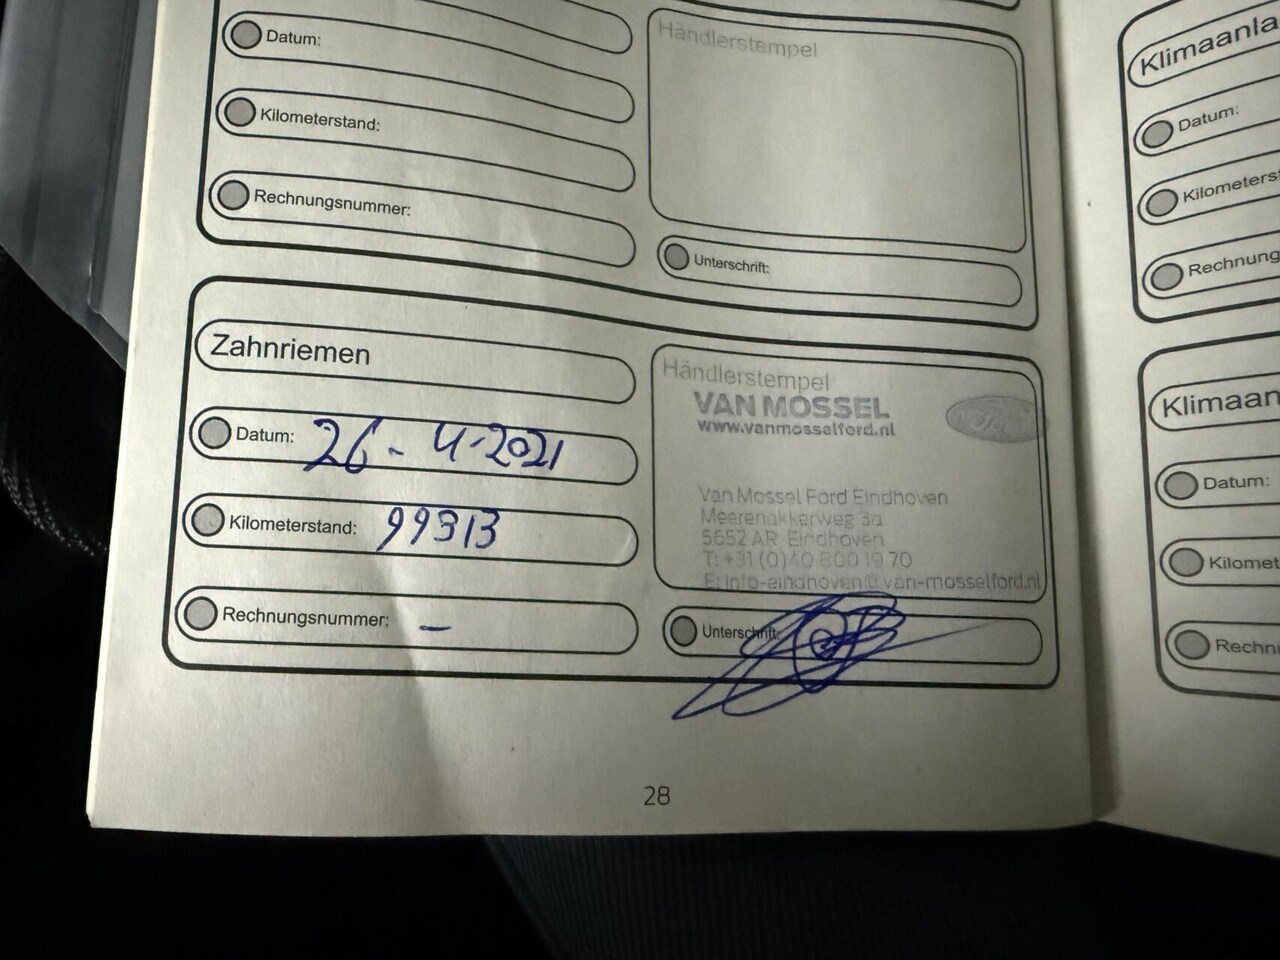 Datum:
Kilometerstand:
Rechnungsnummer:
Händlerstempel
Unterschrift:
Zahnriemen
Datum: 26-4-2021
Kilometerstand: 99313
Rechnungsnummer: —
Händlerstempel
VAN MOSSEL
www.vanmosselford.nl
Ford
Van Mossel Ford Eindhoven
Meerenakkerweg 3a
5652 AR Eindhoven
T: +31 (0)40 800 19 70
E: info-eindhoven@van-mosselford.nl
Unterschrift:
28
Klimaanla
Datum:
Kilometerst
Rechnung
Klimaan
Datum:
Kilomet
Rechn